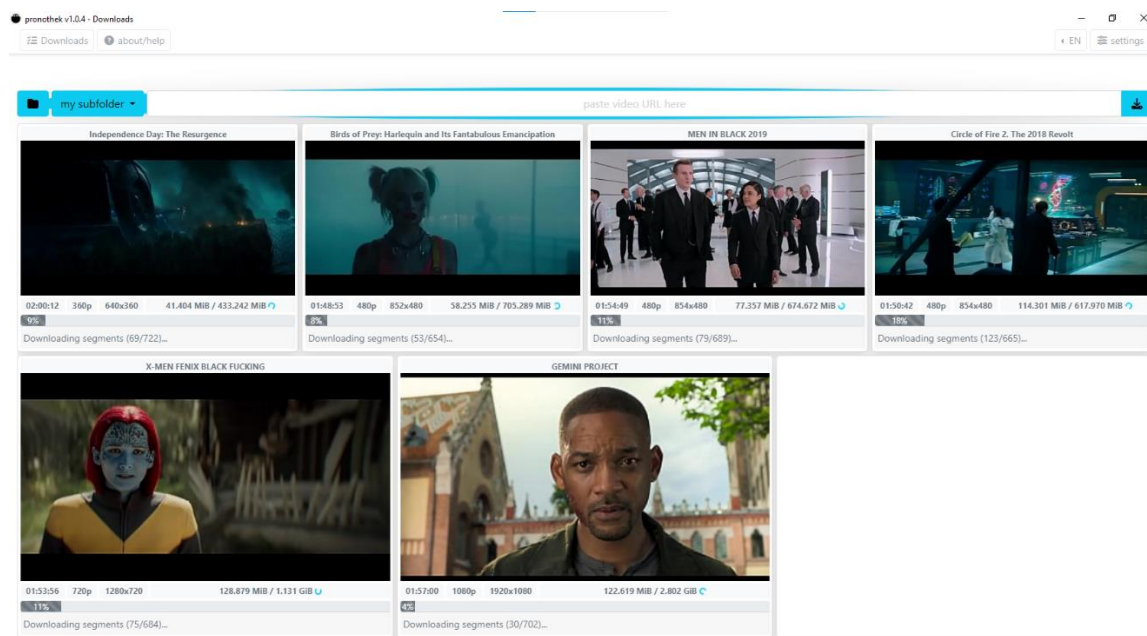 pronothek v1.0.4 - Downloads
Downloads about/help EN settings
my subfolder paste video URL here
Independence Day: The Resurgence
02:00:12 360p 640x360 41.404 MiB / 433.242 MiB
9%
Downloading segments (69/722)...
Birds of Prey: Harlequin and Its Fantabulous Emancipation
01:48:53 480p 852x480 58.255 MiB / 705.289 MiB
8%
Downloading segments (53/654)...
MEN IN BLACK 2019
01:54:49 480p 854x480 77.357 MiB / 674.672 MiB
11%
Downloading segments (79/689)...
Circle of Fire 2. The 2018 Revolt
01:50:42 480p 854x480 114.301 MiB / 617.970 MiB
18%
Downloading segments (123/665)...
X-MEN FENIX BLACK FUCKING
01:53:56 720p 1280x720 128.879 MiB / 1.131 GiB
11%
Downloading segments (75/684)...
GEMINI PROJECT
01:57:00 1080p 1920x1080 122.619 MiB / 2.802 GiB
4%
Downloading segments (30/702)...